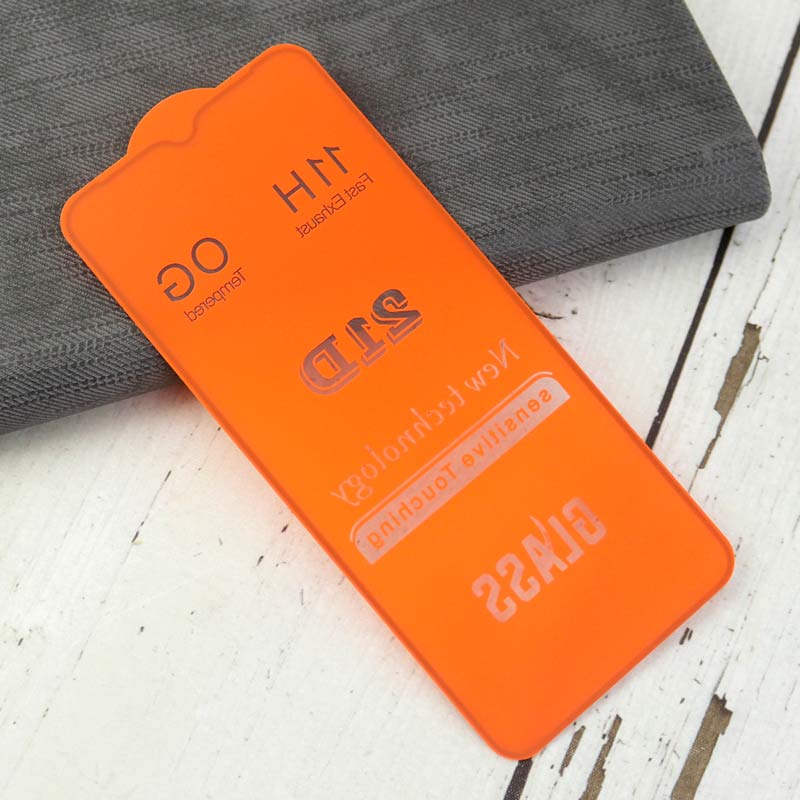 11H
Fast Exhaust
OG
Tempered
21D
New technology
sensitive Touching
GLASS